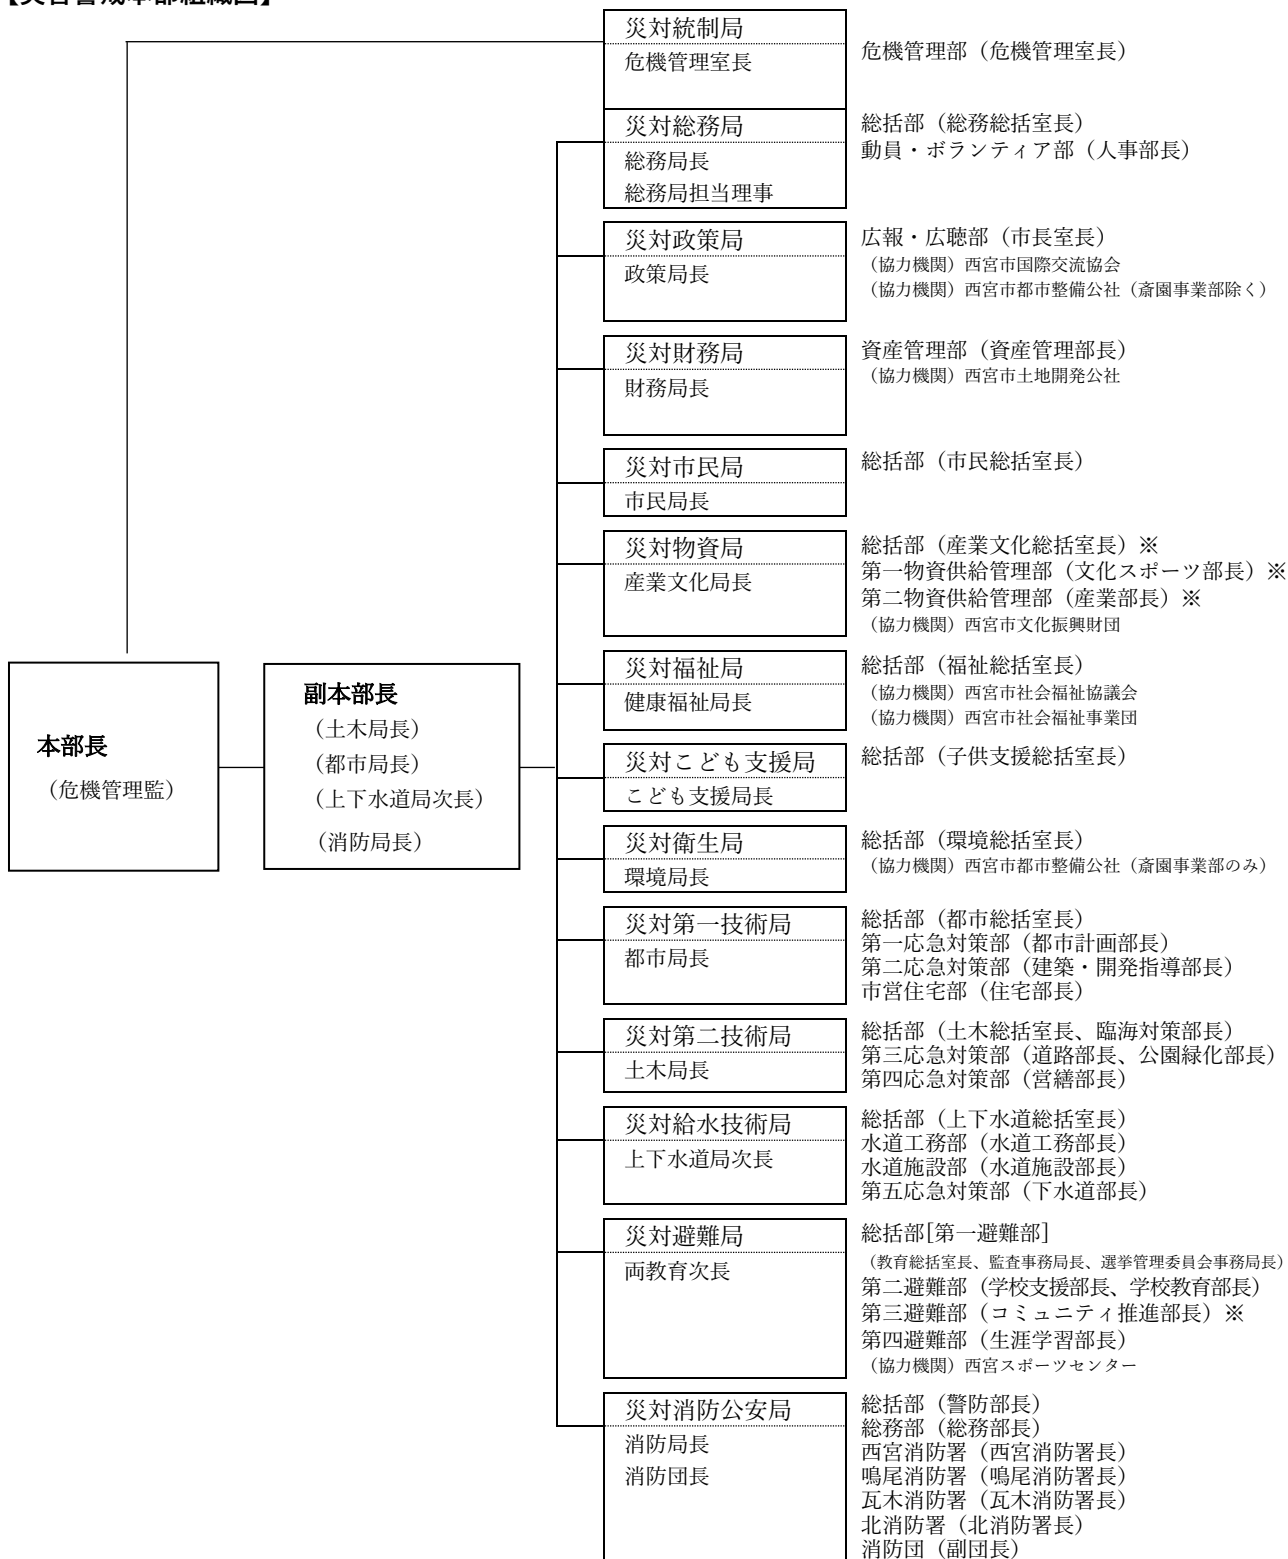 【災害警戒本部組織図】
災対統制局
危機管理室長
危機管理部（危機管理室長）
災対総務局
総務局長
総務局担当理事
総括部（総務総括室長）
動員・ボランティア部（人事部長）
災対政策局
政策局長
広報・広聴部（市長室長）
（協力機関）西宮市国際交流協会
（協力機関）西宮市都市整備公社（斎園事業部除く）
災対財務局
財務局長
資産管理部（資産管理部長）
（協力機関）西宮市土地開発公社
災対市民局
市民局長
総括部（市民総括室長）
災対物資局
産業文化局長
総括部（産業文化総括室長）※
第一物資供給管理部（文化スポーツ部長）※
第二物資供給管理部（産業部長）※
（協力機関）西宮市文化振興財団
本部長
（危機管理監）
副本部長
（土木局長）
（都市局長）
（上下水道局次長）
（消防局長）
災対福祉局
健康福祉局長
総括部（福祉総括室長）
（協力機関）西宮市社会福祉協議会
（協力機関）西宮市社会福祉事業団
災対こども支援局
こども支援局長
総括部（子供支援総括室長）
災対衛生局
環境局長
総括部（環境総括室長）
（協力機関）西宮市都市整備公社（斎園事業部のみ）
災対第一技術局
都市局長
総括部（都市総括室長）
第一応急対策部（都市計画部長）
第二応急対策部（建築・開発指導部長）
市営住宅部（住宅部長）
災対第二技術局
土木局長
総括部（土木総括室長、臨海対策部長）
第三応急対策部（道路部長、公園緑化部長）
第四応急対策部（営繕部長）
災対給水技術局
上下水道局次長
総括部（上下水道総括室長）
水道工務部（水道工務部長）
水道施設部（水道施設部長）
第五応急対策部（下水道部長）
災対避難局
両教育次長
総括部[第一避難部]
（教育総括室長、監査事務局長、選挙管理委員会事務局長）
第二避難部（学校支援部長、学校教育部長）
第三避難部（コミュニティ推進部長）※
第四避難部（生涯学習部長）
（協力機関）西宮スポーツセンター
災対消防公安局
消防局長
消防団長
総括部（警防部長）
総務部（総務部長）
西宮消防署（西宮消防署長）
鳴尾消防署（鳴尾消防署長）
瓦木消防署（瓦木消防署長）
北消防署（北消防署長）
消防団（副団長）